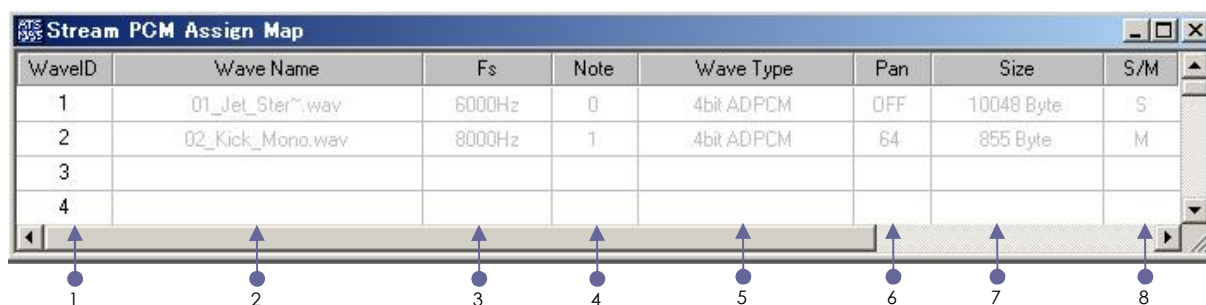 ATS
MA5
Stream PCM Assign Map
WaveID Wave Name Fs Note Wave Type Pan Size S/M
1 01_Jet_Ster~.wav 6000Hz 0 4bit ADPCM OFF 10048 Byte S
2 02_Kick_Mono.wav 8000Hz 1 4bit ADPCM 64 855 Byte M
3
4
1 2 3 4 5 6 7 8